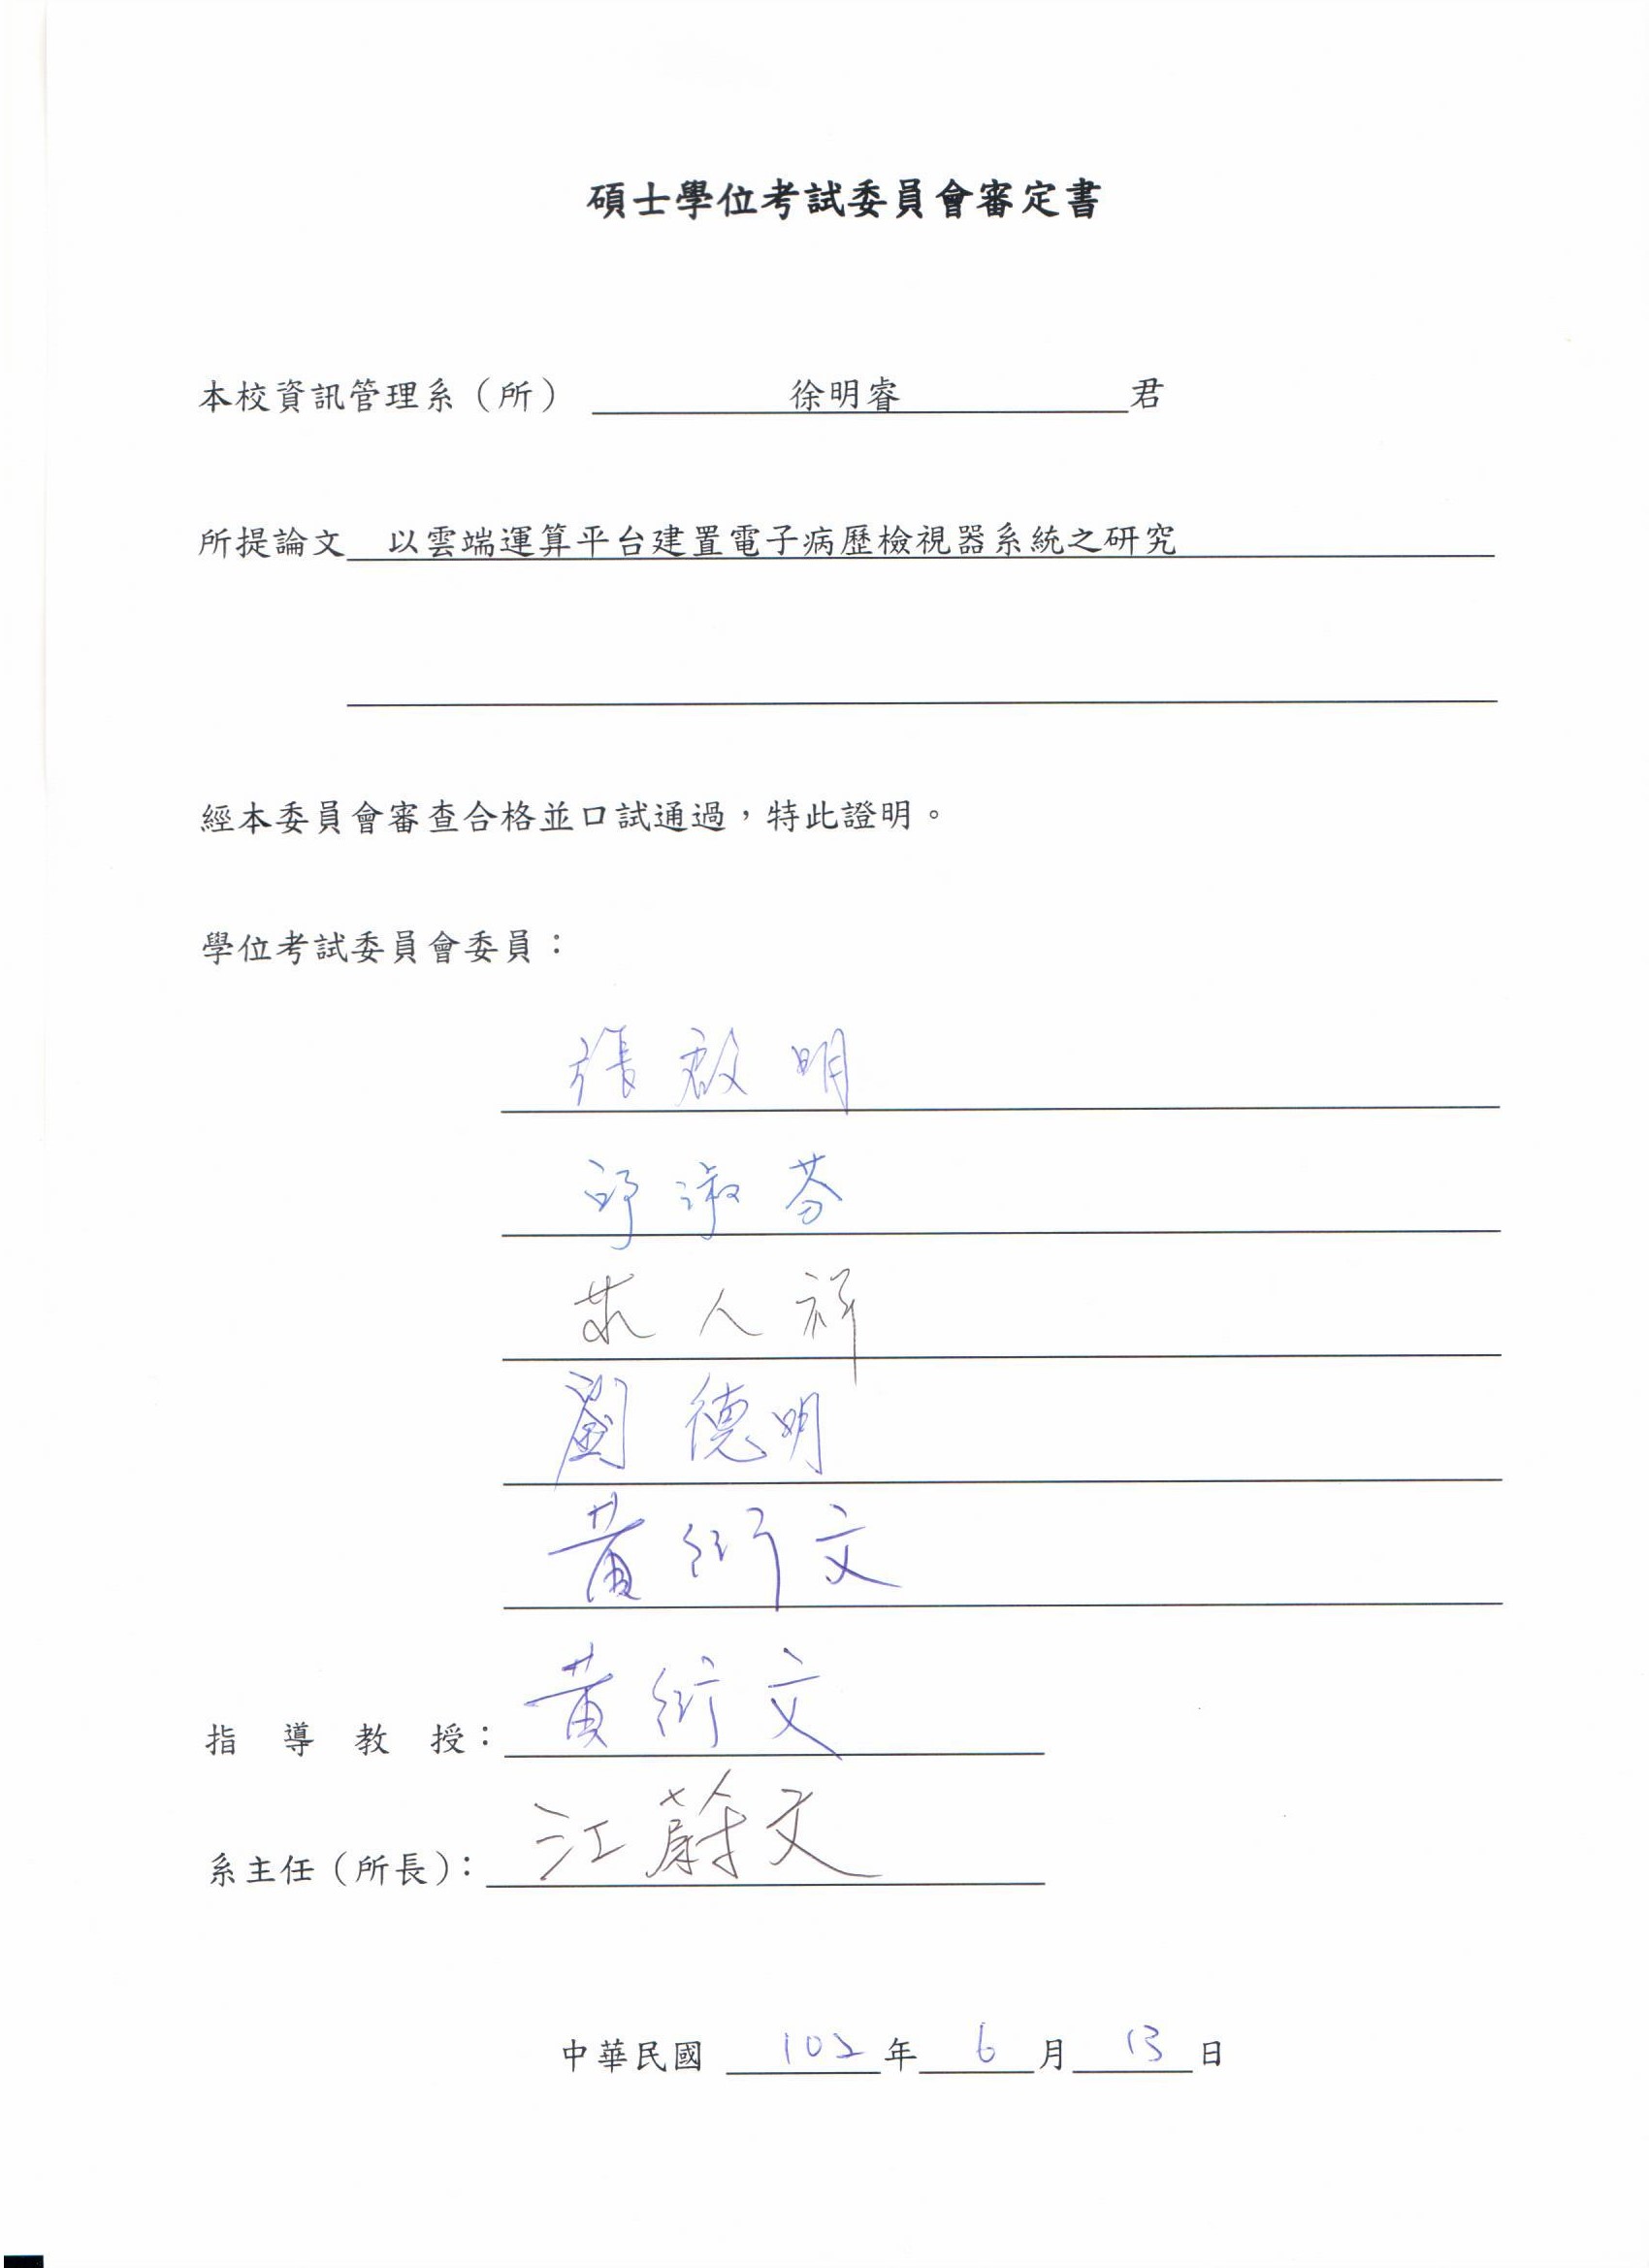 碩士學位考試委員會審定書
本校資訊管理系（所） 徐明睿 君
所提論文 以雲端運算平台建置電子病歷檢視器系統之研究
經本委員會審查合格並口試通過，特此證明。
學位考試委員會委員：
張啟明
邱淑芬
人祥
劉德明
黃衍文
指導教授：黃衍文
系主任（所長）：江蔚文
中華民國 102 年 6 月 13 日